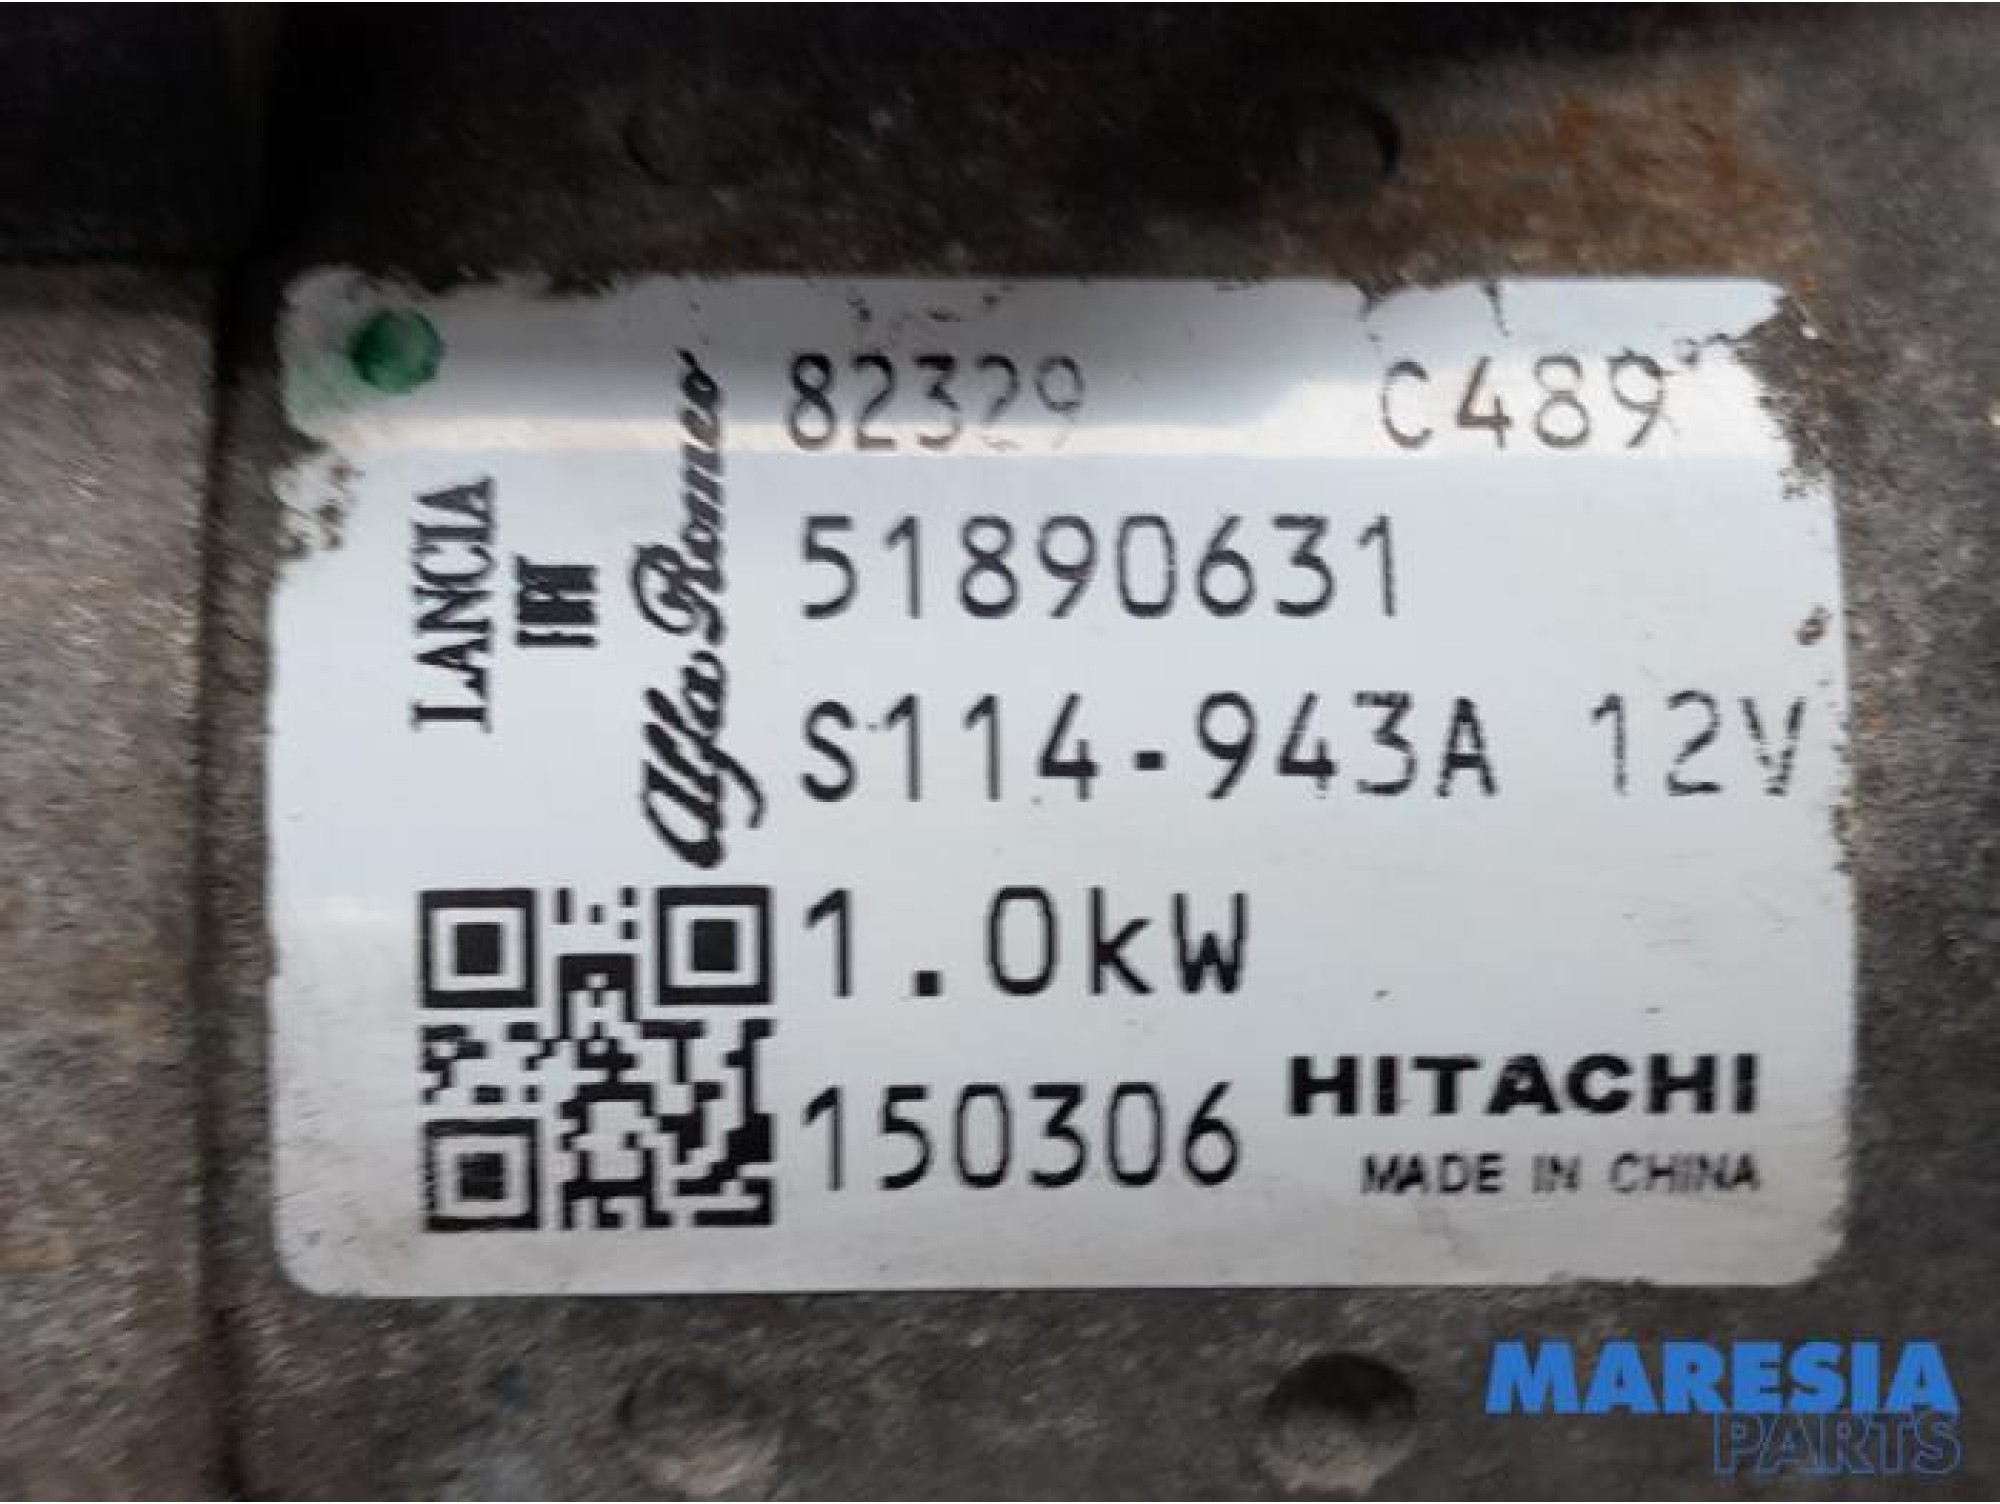 82329 C489
LANCIA
FIAT
Alfa Romeo
51890631
S114-943A 12V
1.0kW
150306
HITACHI
MADE IN CHINA
MARESIA
PARTS